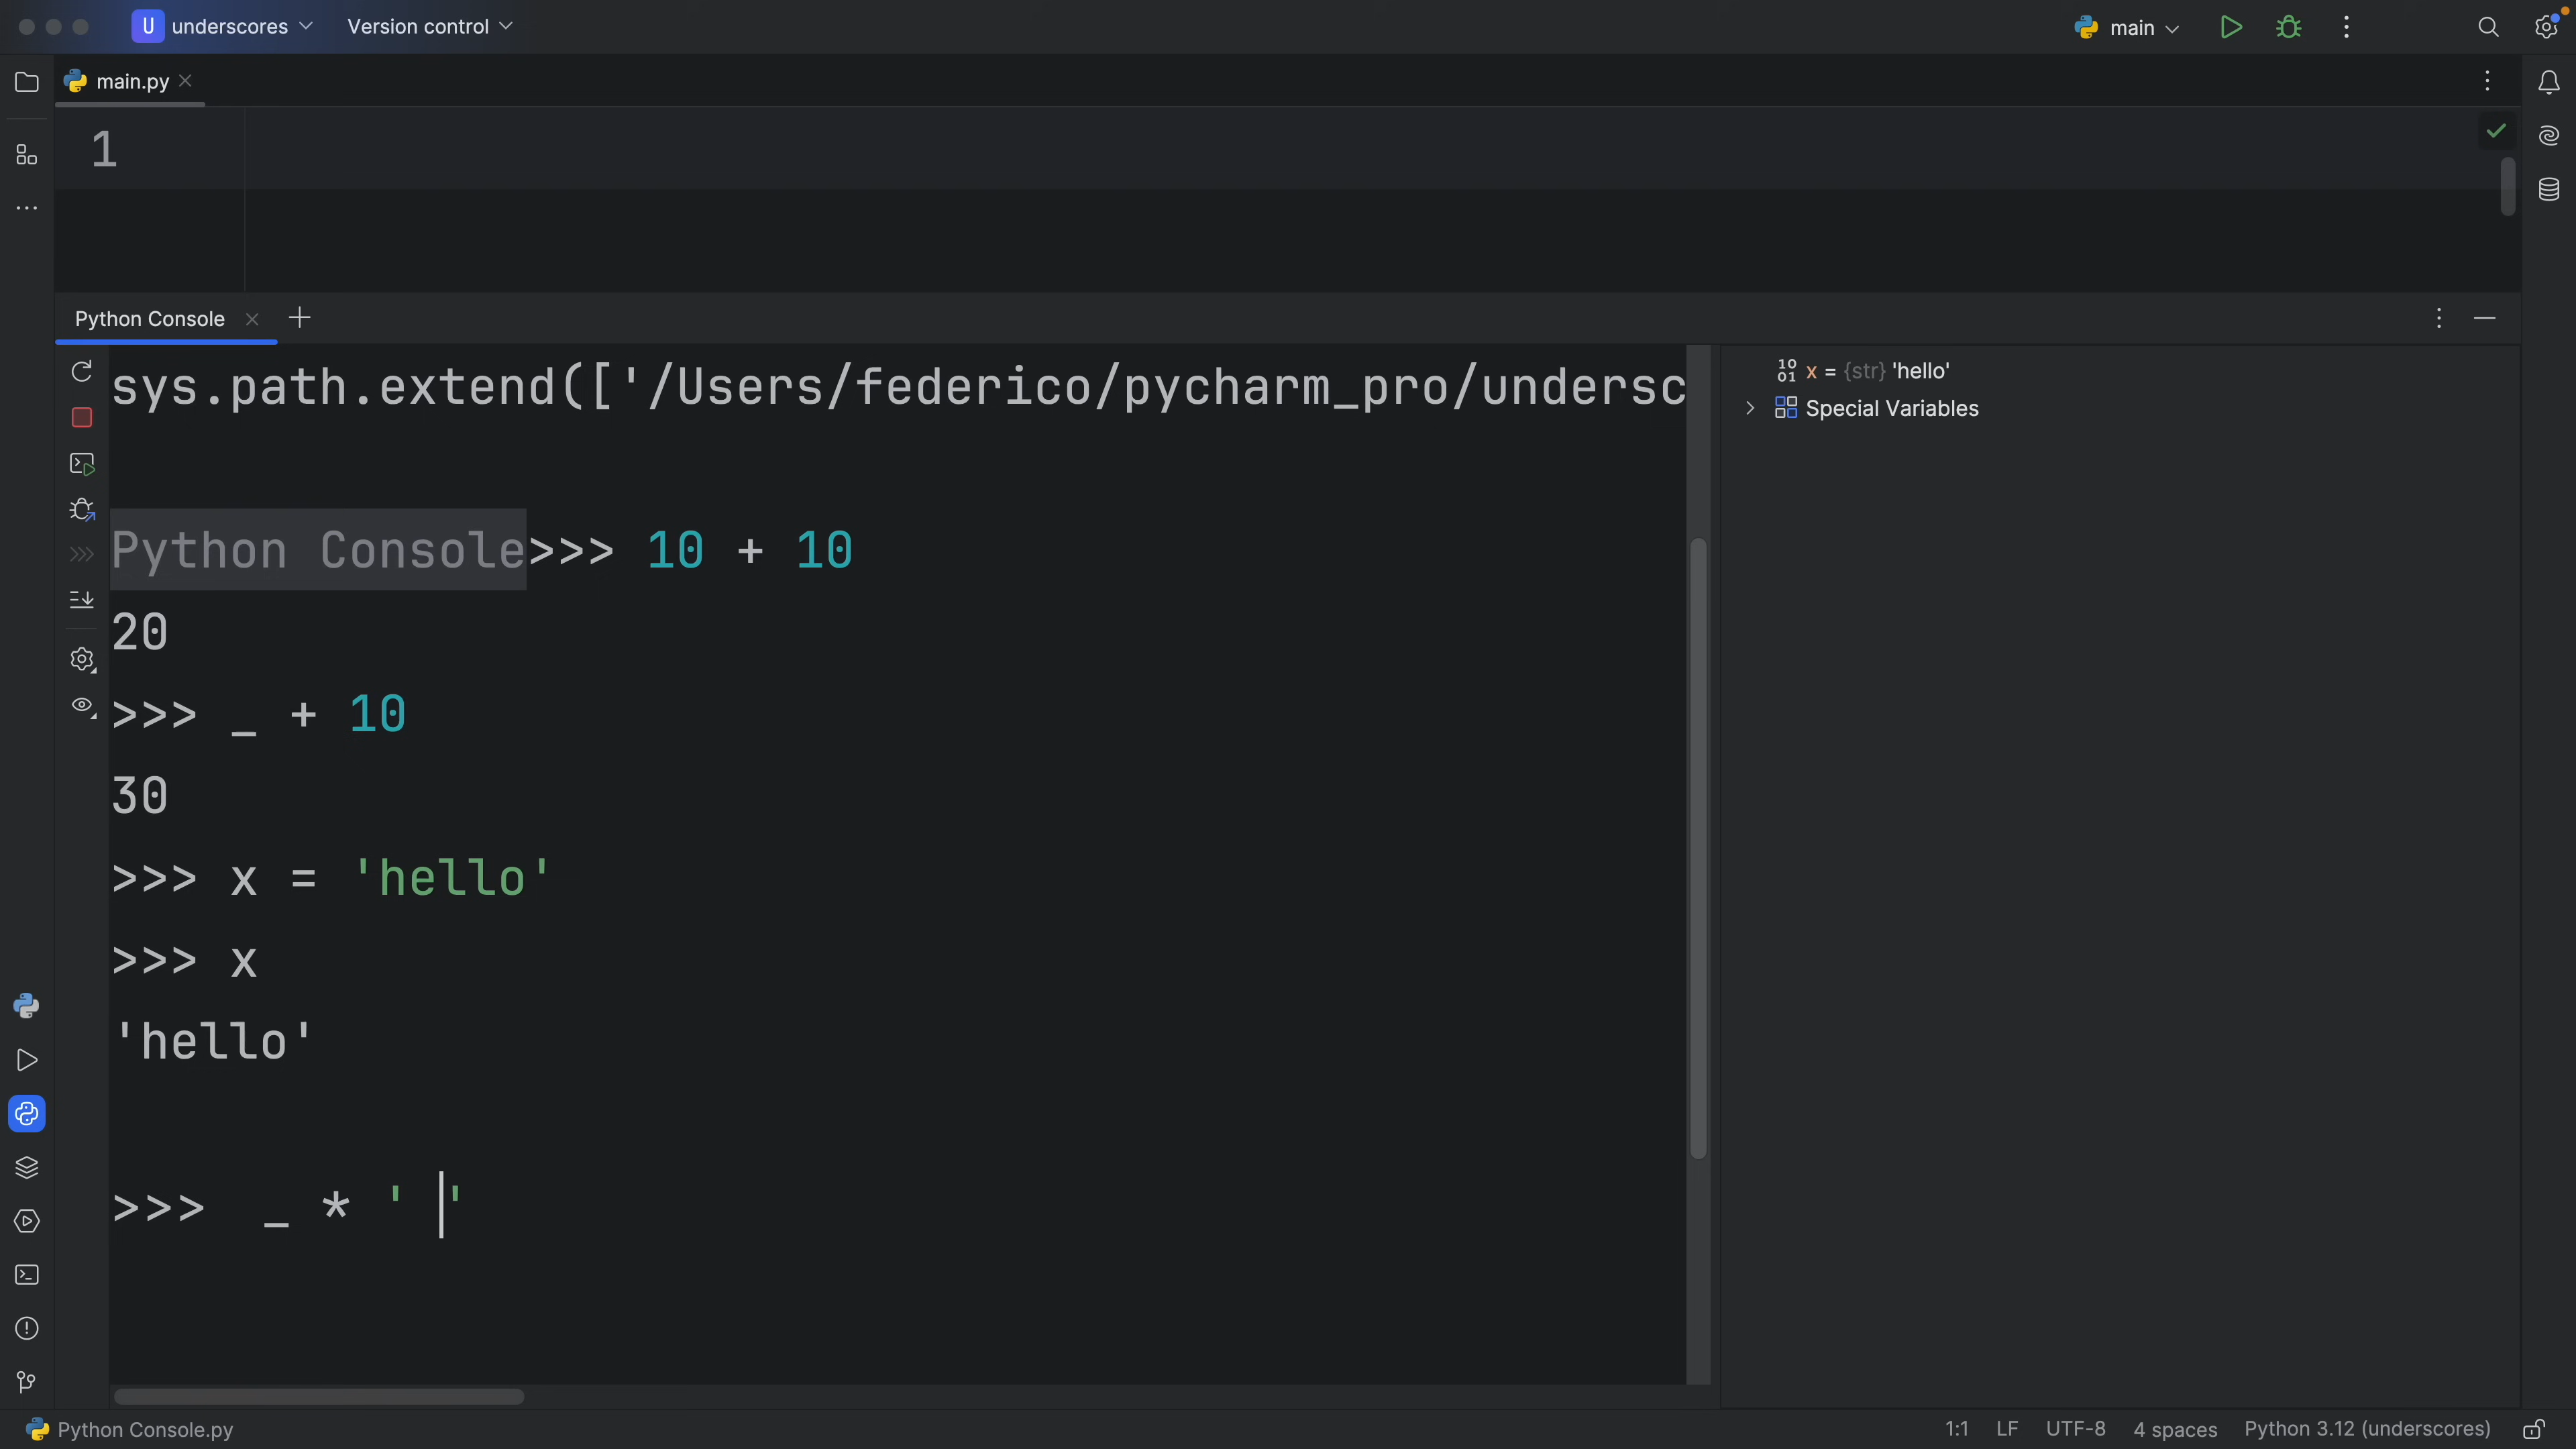 U underscores Version control main
main.py
1
Python Console
sys.path.extend(['/Users/federico/pycharm_pro/undersc
x = {str} 'hello'
Special Variables
Python Console>>> 10 + 10
20
>>> _ + 10
30
>>> x = 'hello'
>>> x
'hello'
>>> _ * ' '
Python Console.py 1:1 LF UTF-8 4 spaces Python 3.12 (underscores)